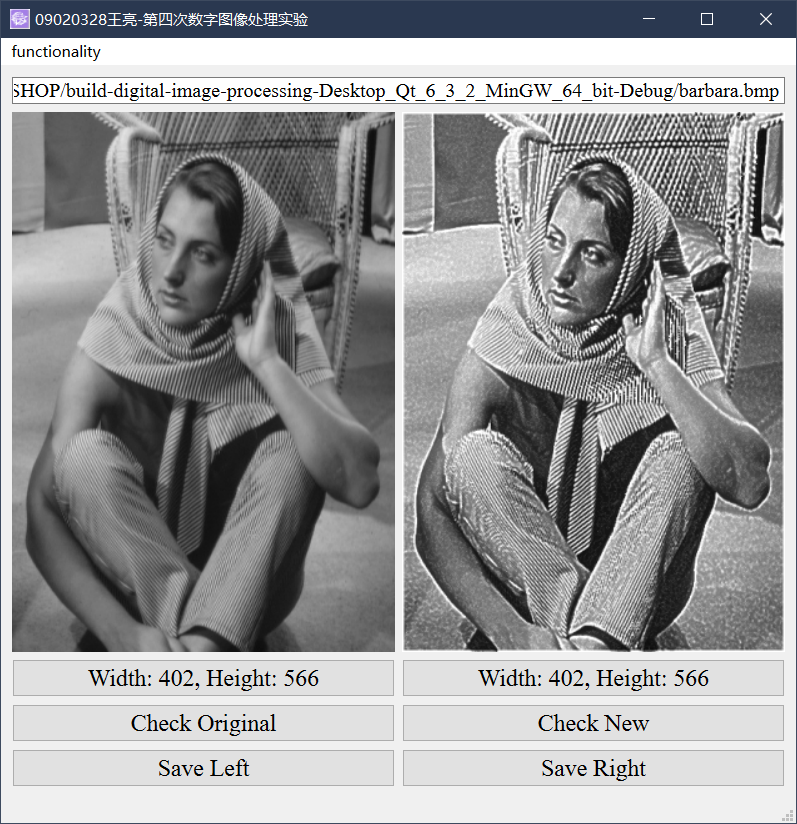 09020328王亮-第四次数字图像处理实验
functionality
SHOP/build-digital-image-processing-Desktop_Qt_6_3_2_MinGW_64_bit-Debug/barbara.bmp
Width: 402, Height: 566
Width: 402, Height: 566
Check Original
Check New
Save Left
Save Right